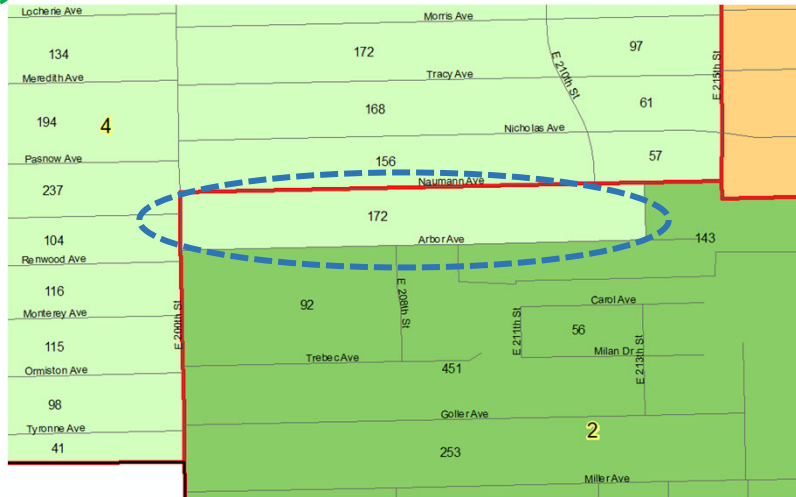 Locherie Ave
Morris Ave
134
172
97
E 210th St
E 215th St
Meredith Ave
Tracy Ave
194
4
168
61
Nicholas Ave
Pasnow Ave
156
57
237
Naumann Ave
172
104
Arbor Ave
143
Renwood Ave
116
92
E 208th St
Carol Ave
Monterey Ave
E 200th St
E 211th St
56
115
Trebec Ave
Milan Dr
E 213th St
451
Ormiston Ave
98
Goller Ave
Tyronne Ave
2
41
253
Miller Ave